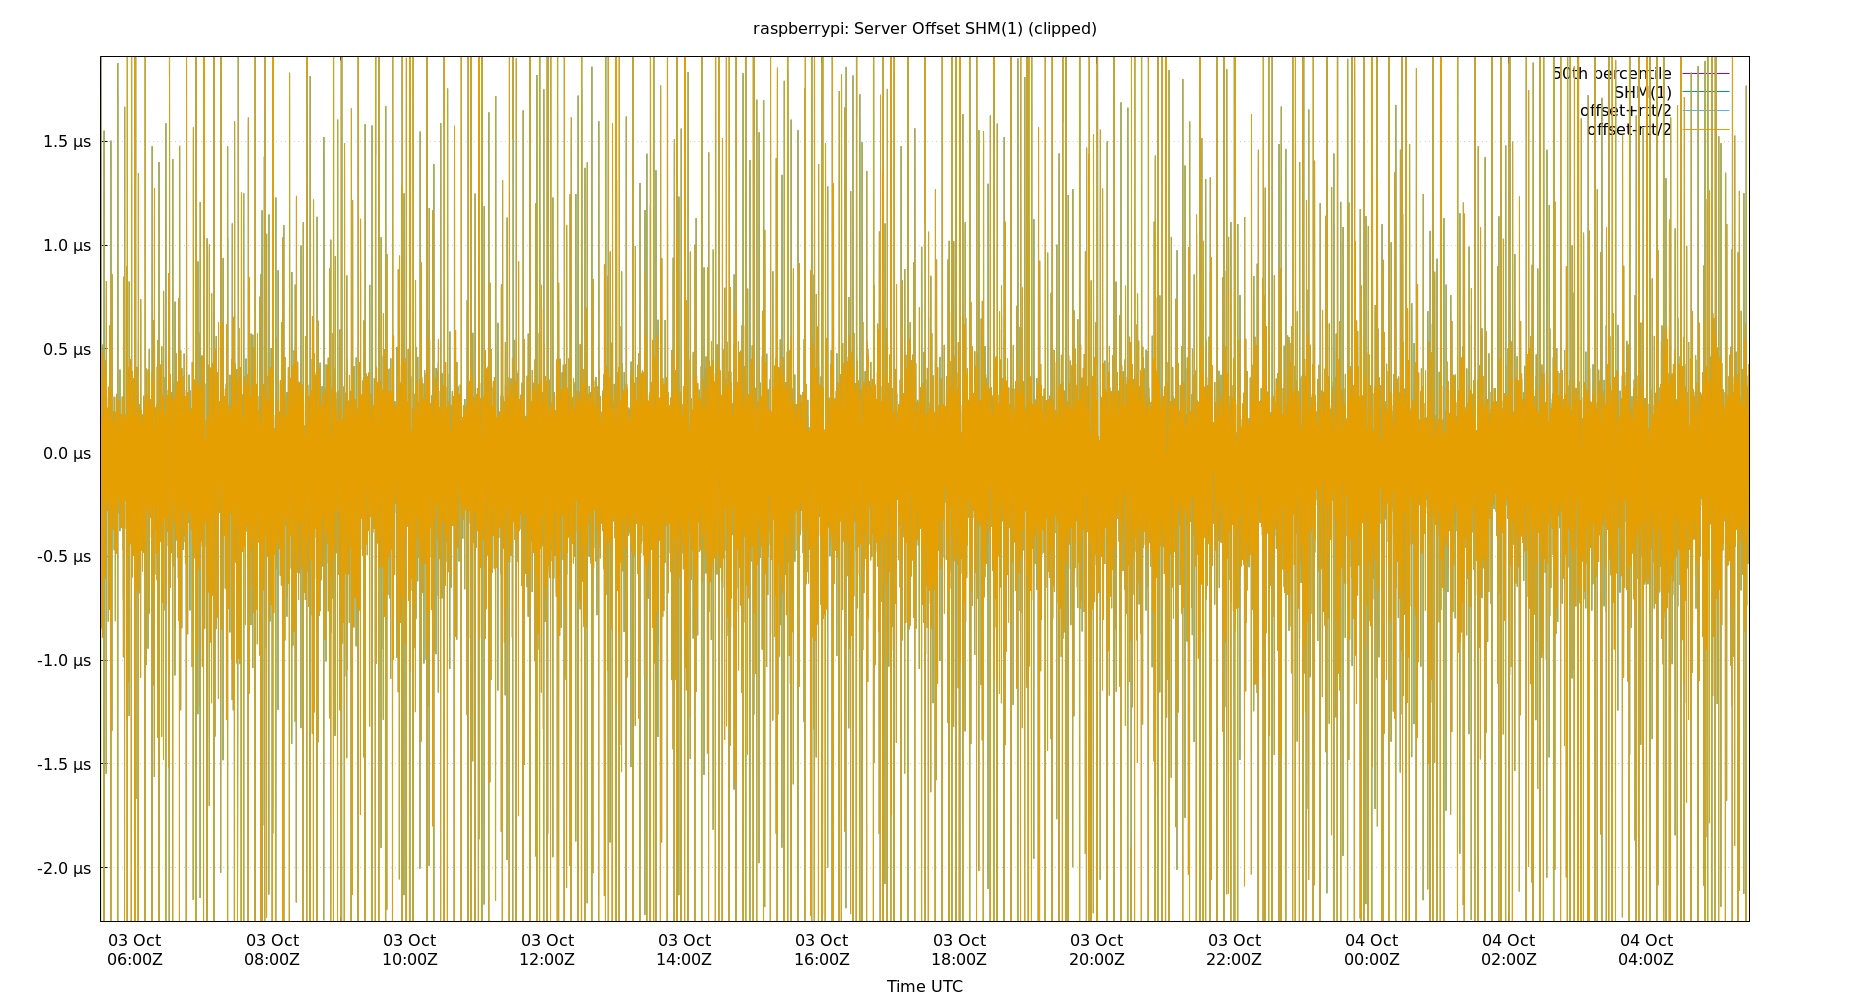 raspberrypi: Server Offset SHM(1) (clipped)
50th percentile
SHM(1)
offset+rtt/2
offset-rtt/2
1.5 µs
1.0 µs
0.5 µs
0.0 µs
-0.5 µs
-1.0 µs
-1.5 µs
-2.0 µs
03 Oct 03 Oct 03 Oct 03 Oct 03 Oct 03 Oct 03 Oct 03 Oct 03 Oct 04 Oct 04 Oct 04 Oct
06:00Z 08:00Z 10:00Z 12:00Z 14:00Z 16:00Z 18:00Z 20:00Z 22:00Z 00:00Z 02:00Z 04:00Z
Time UTC